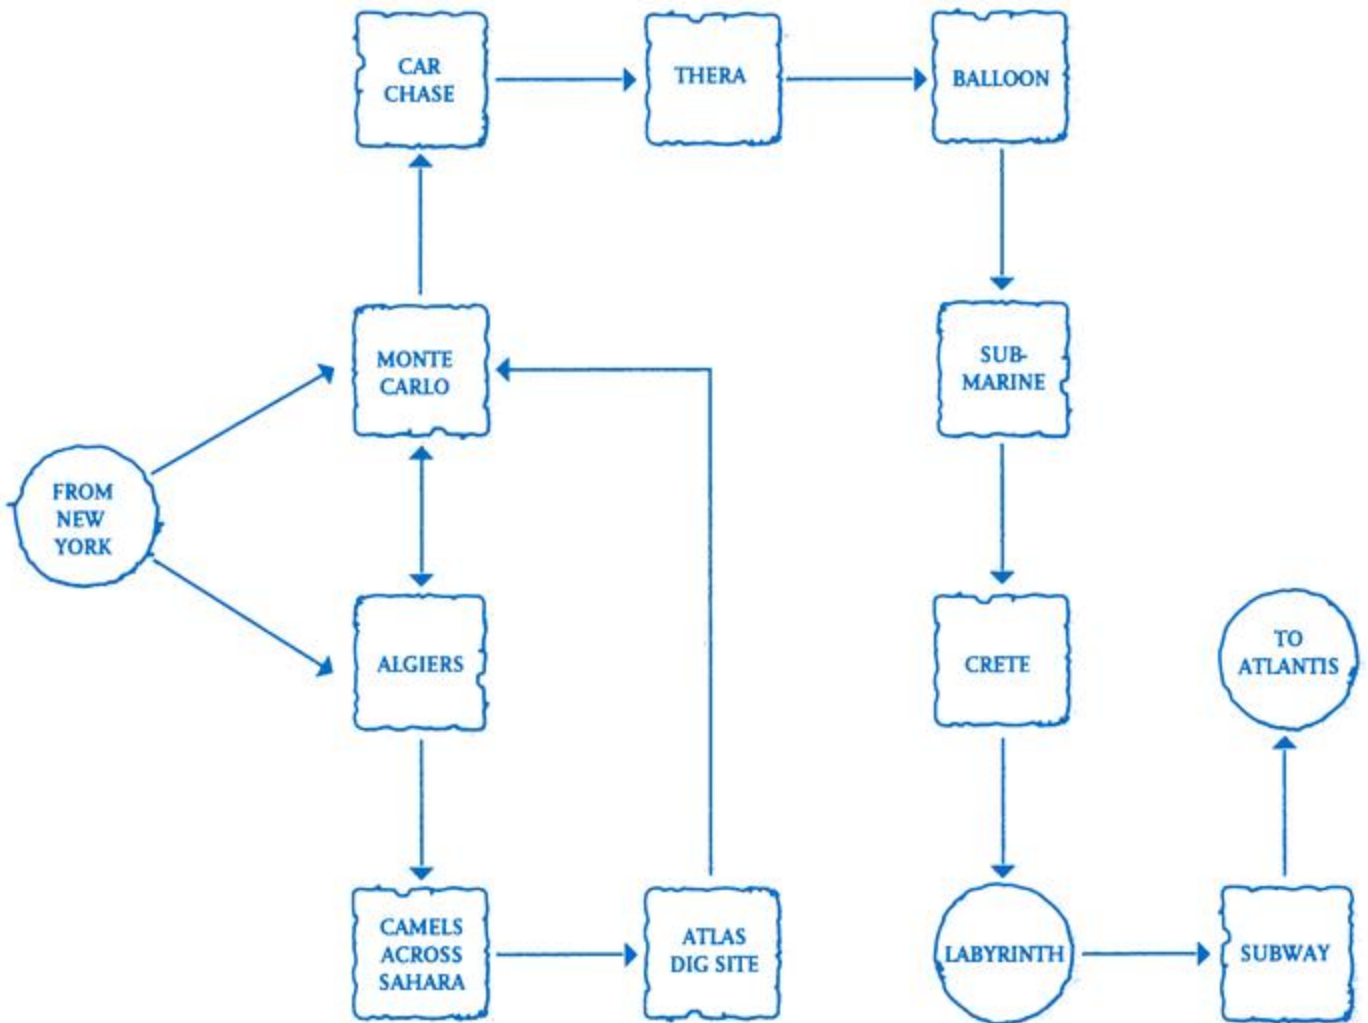 CAR
CHASE
THERA
BALLOON
MONTE
CARLO
SUB-
MARINE
FROM
NEW
YORK
ALGIERS
CRETE
TO
ATLANTIS
CAMELS
ACROSS
SAHARA
ATLAS
DIG SITE
LABYRINTH
SUBWAY